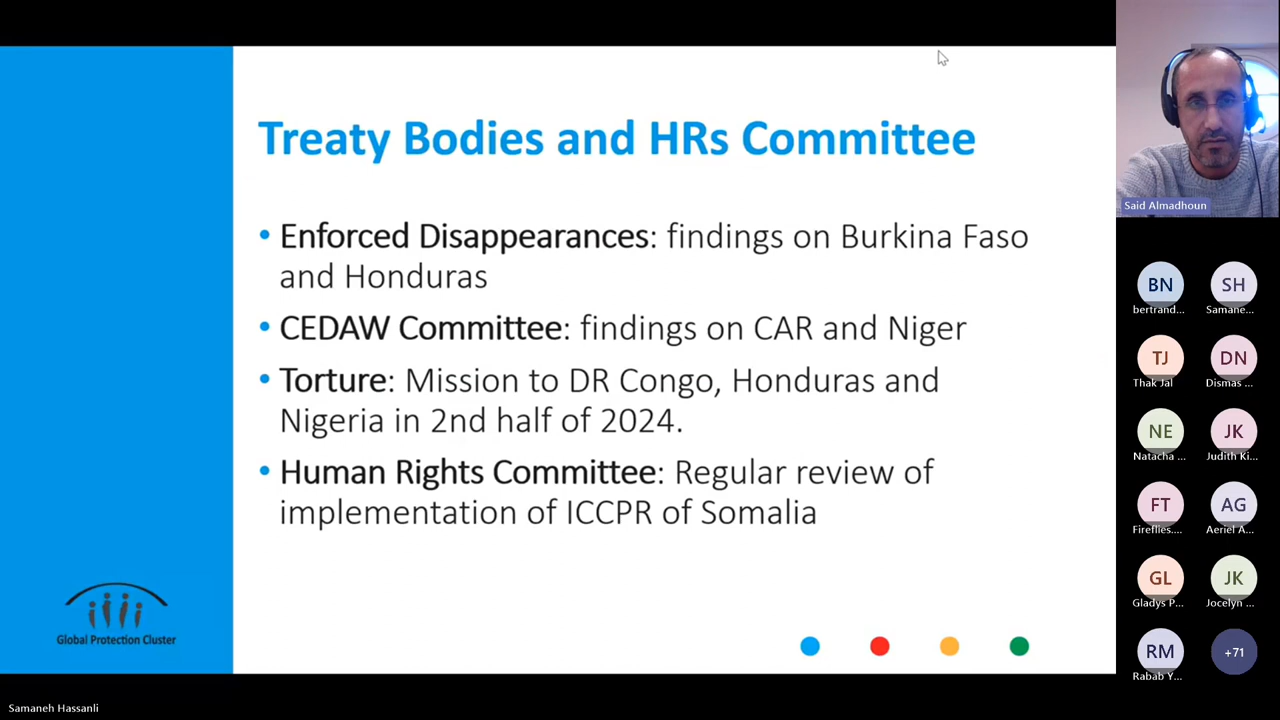 Treaty Bodies and HRs Committee
• Enforced Disappearances: findings on Burkina Faso
and Honduras
• CEDAW Committee: findings on CAR and Niger
• Torture: Mission to DR Congo, Honduras and
Nigeria in 2nd half of 2024.
• Human Rights Committee: Regular review of
implementation of ICCPR of Somalia
Global Protection Cluster
Said Almadhoun
BN
SH
bertrand...
Samane...
TJ
DN
Thak Jal
Dismas ...
NE
JK
Natacha ...
Judith Ki...
FT
AG
Fireflies....
Aeriel A...
GL
JK
Gladys P...
Jocelyn ...
RM
+71
Rabab Y...
Samaneh Hassanli